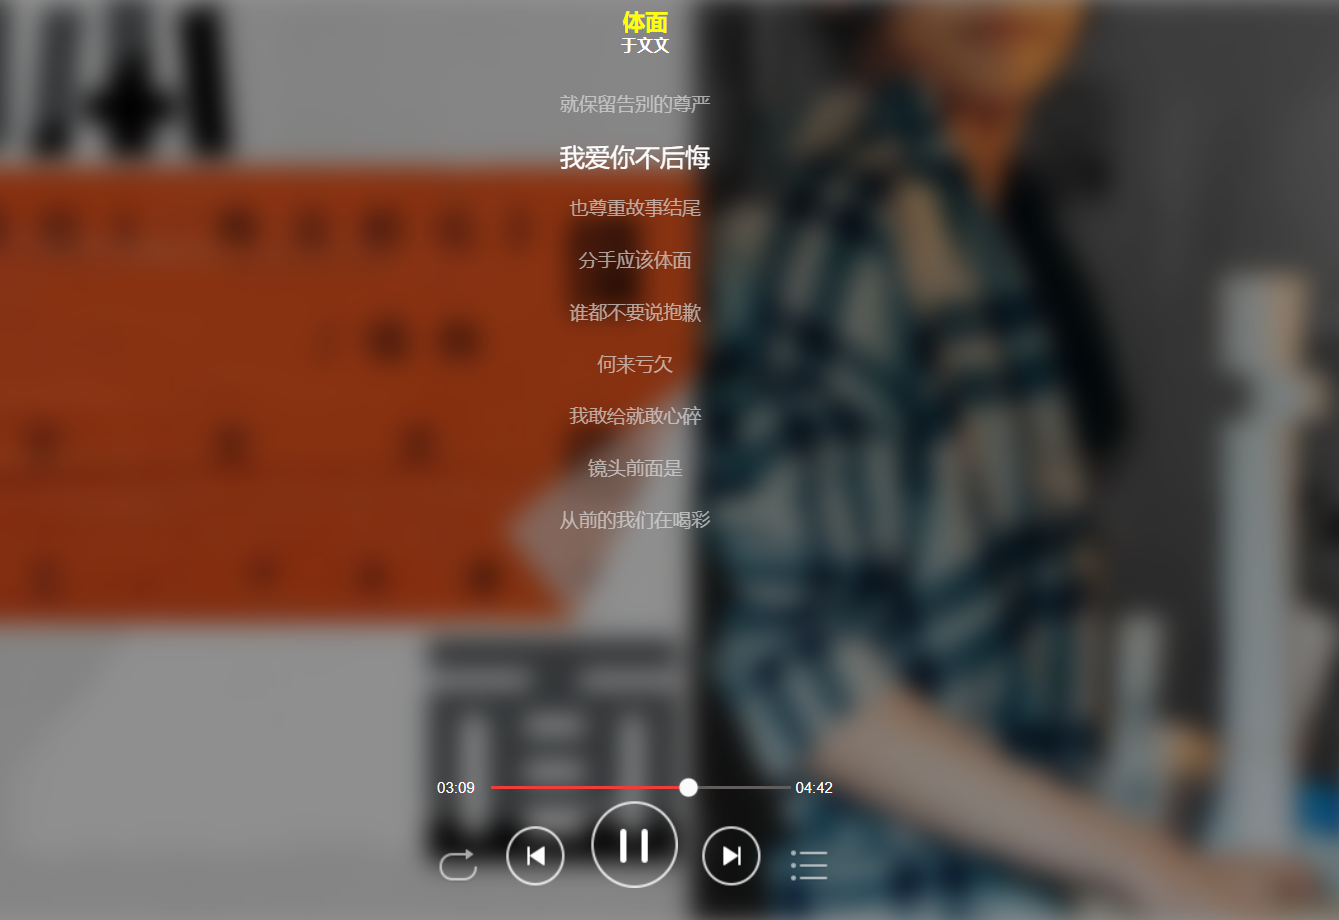 体面
于文文
就保留告别的尊严
我爱你不后悔
也尊重故事结尾
分手应该体面
谁都不要说抱歉
何来亏欠
我敢给就敢心碎
镜头前面是
从前的我们在喝彩
03:09
04:42